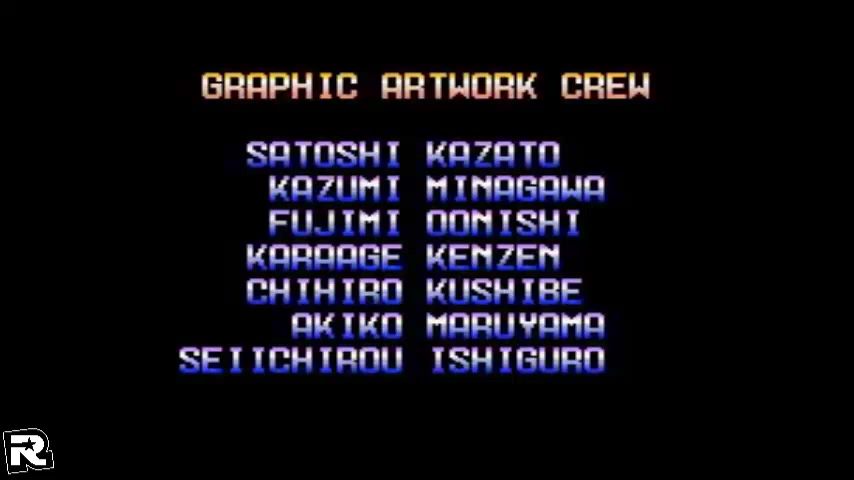 GRAPHIC ARTWORK CREW
SATOSHI KAZATO
KAZUMI MINAGAWA
FUJIMI OONISHI
KARAAGE KENZEN
CHIHIRO KUSHIBE
AKIKO MARUYAMA
SEIICHIROU ISHIGURO
R